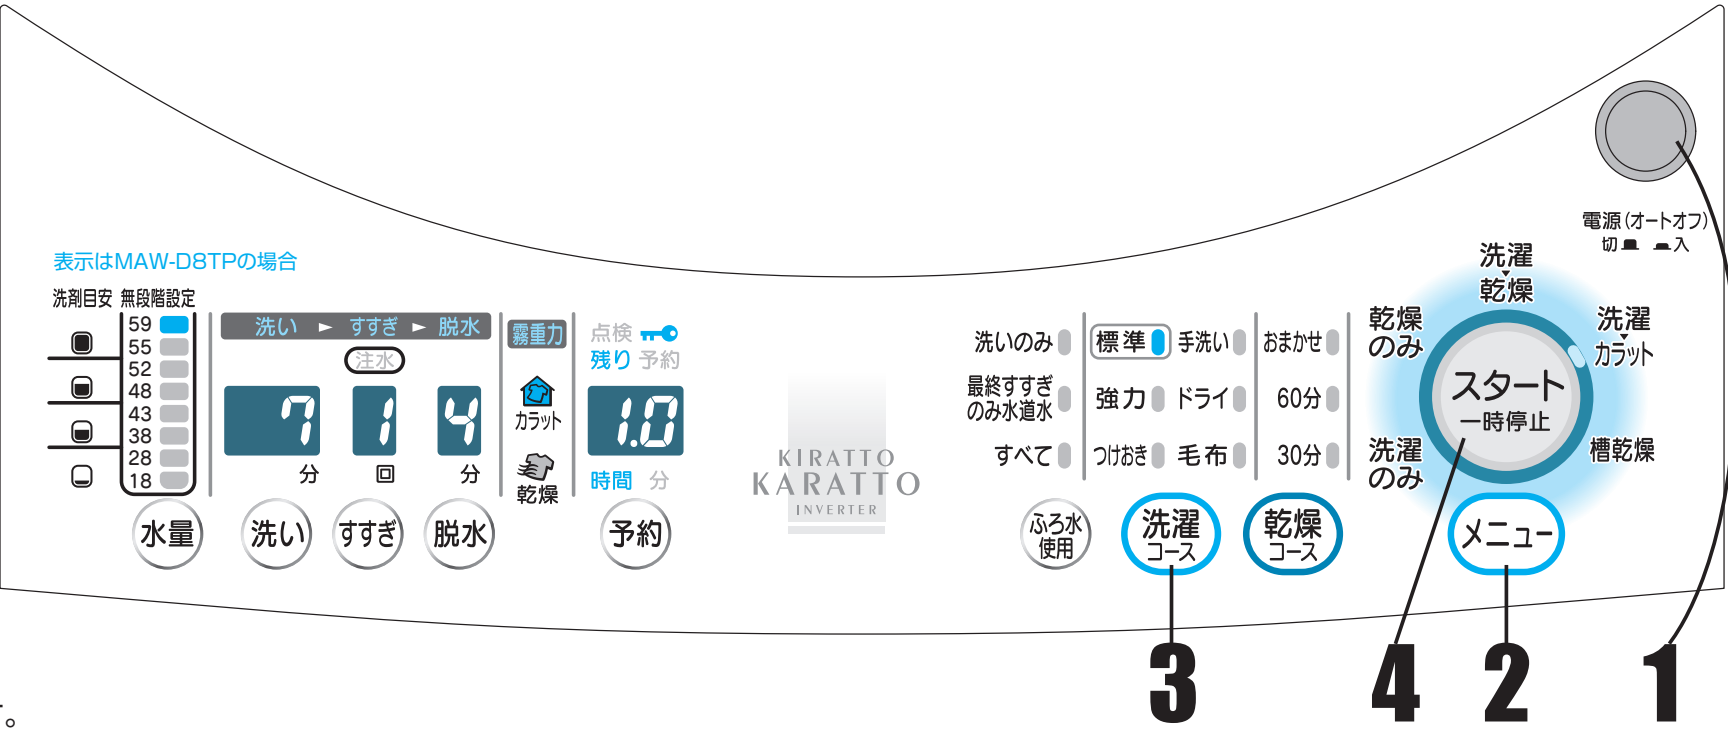 表示はMAW-D8TPの場合
洗剤目安
無段階設定
59
55
52
48
43
38
28
18
水量
洗い ► すすぎ ► 脱水
注水
7
1
4
分
回
分
洗い
すすぎ
脱水
霧重力
カラット
乾燥
点検
残り 予約
1.0
時間 分
予約
KIRATTO
KARATTO
INVERTER
洗いのみ
最終すすぎ
のみ水道水
すべて
ふろ水
使用
標準
手洗い
強力
ドライ
つけおき
毛布
洗濯
コース
おまかせ
60分
30分
乾燥
コース
洗濯
乾燥
乾燥
のみ
洗濯
カラット
スタート
一時停止
洗濯
のみ
槽乾燥
メニュー
電源(オートオフ)
切 入
3
4
2
1
。